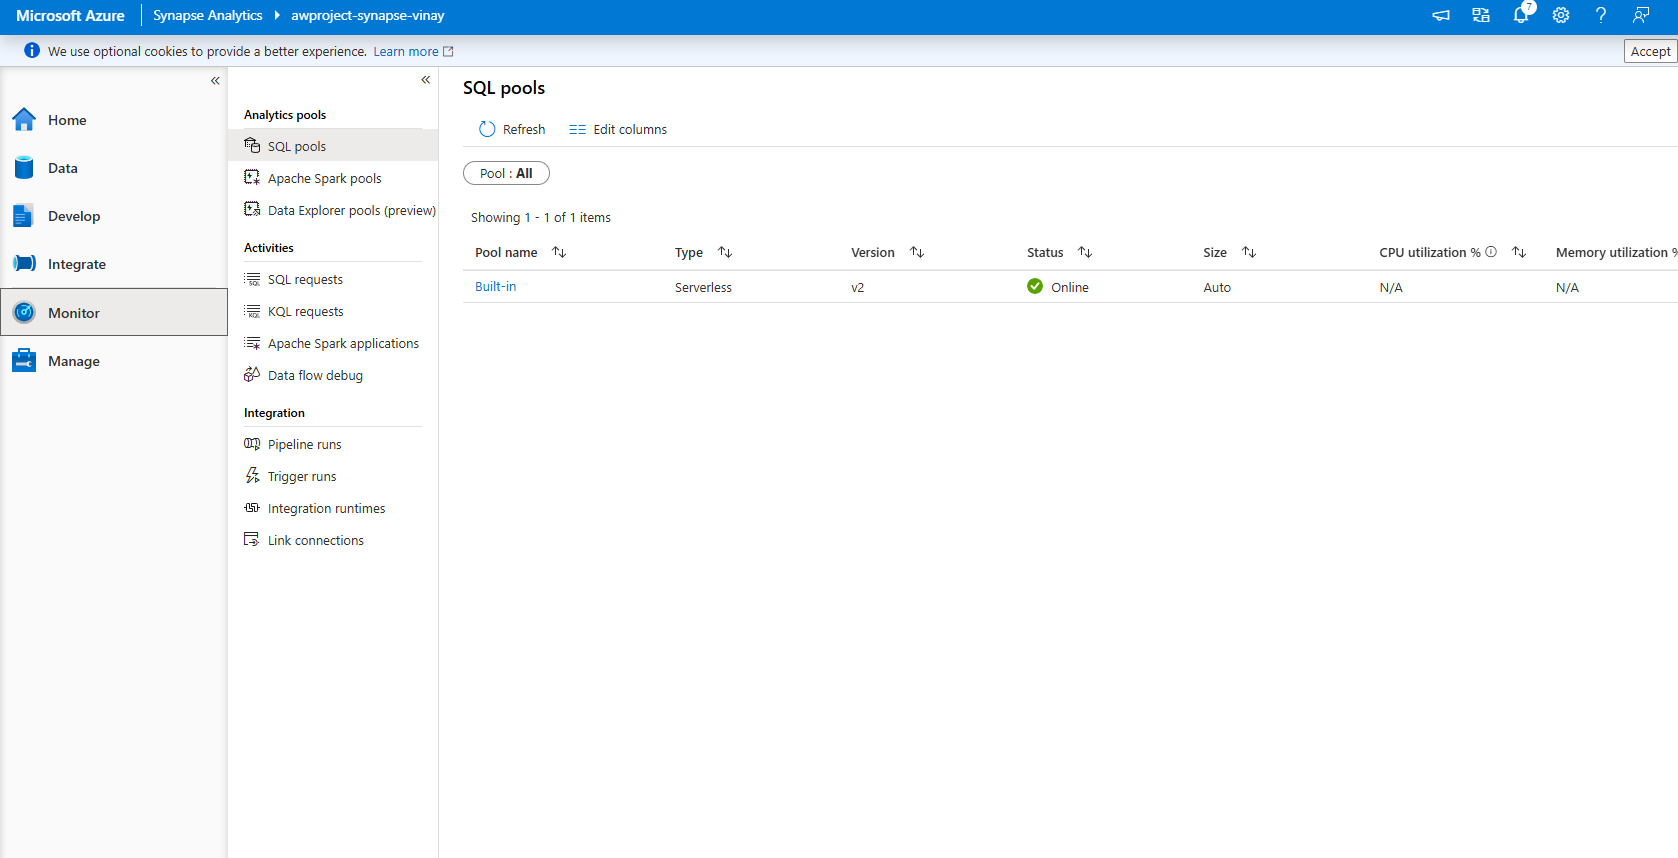 Microsoft Azure Synapse Analytics awproject-synapse-vinay 7 ?
We use optional cookies to provide a better experience. Learn more Accept
«
Home
Data
Develop
Integrate
Monitor
Manage
«
Analytics pools
SQL pools
Apache Spark pools
Data Explorer pools (preview)
Activities
SQL requests
KQL requests
Apache Spark applications
Data flow debug
Integration
Pipeline runs
Trigger runs
Integration runtimes
Link connections
SQL pools
Refresh Edit columns
Pool : All
Showing 1 - 1 of 1 items
Pool name Type Version Status Size CPU utilization % Memory utilization %
Built-in Serverless v2 Online Auto N/A N/A